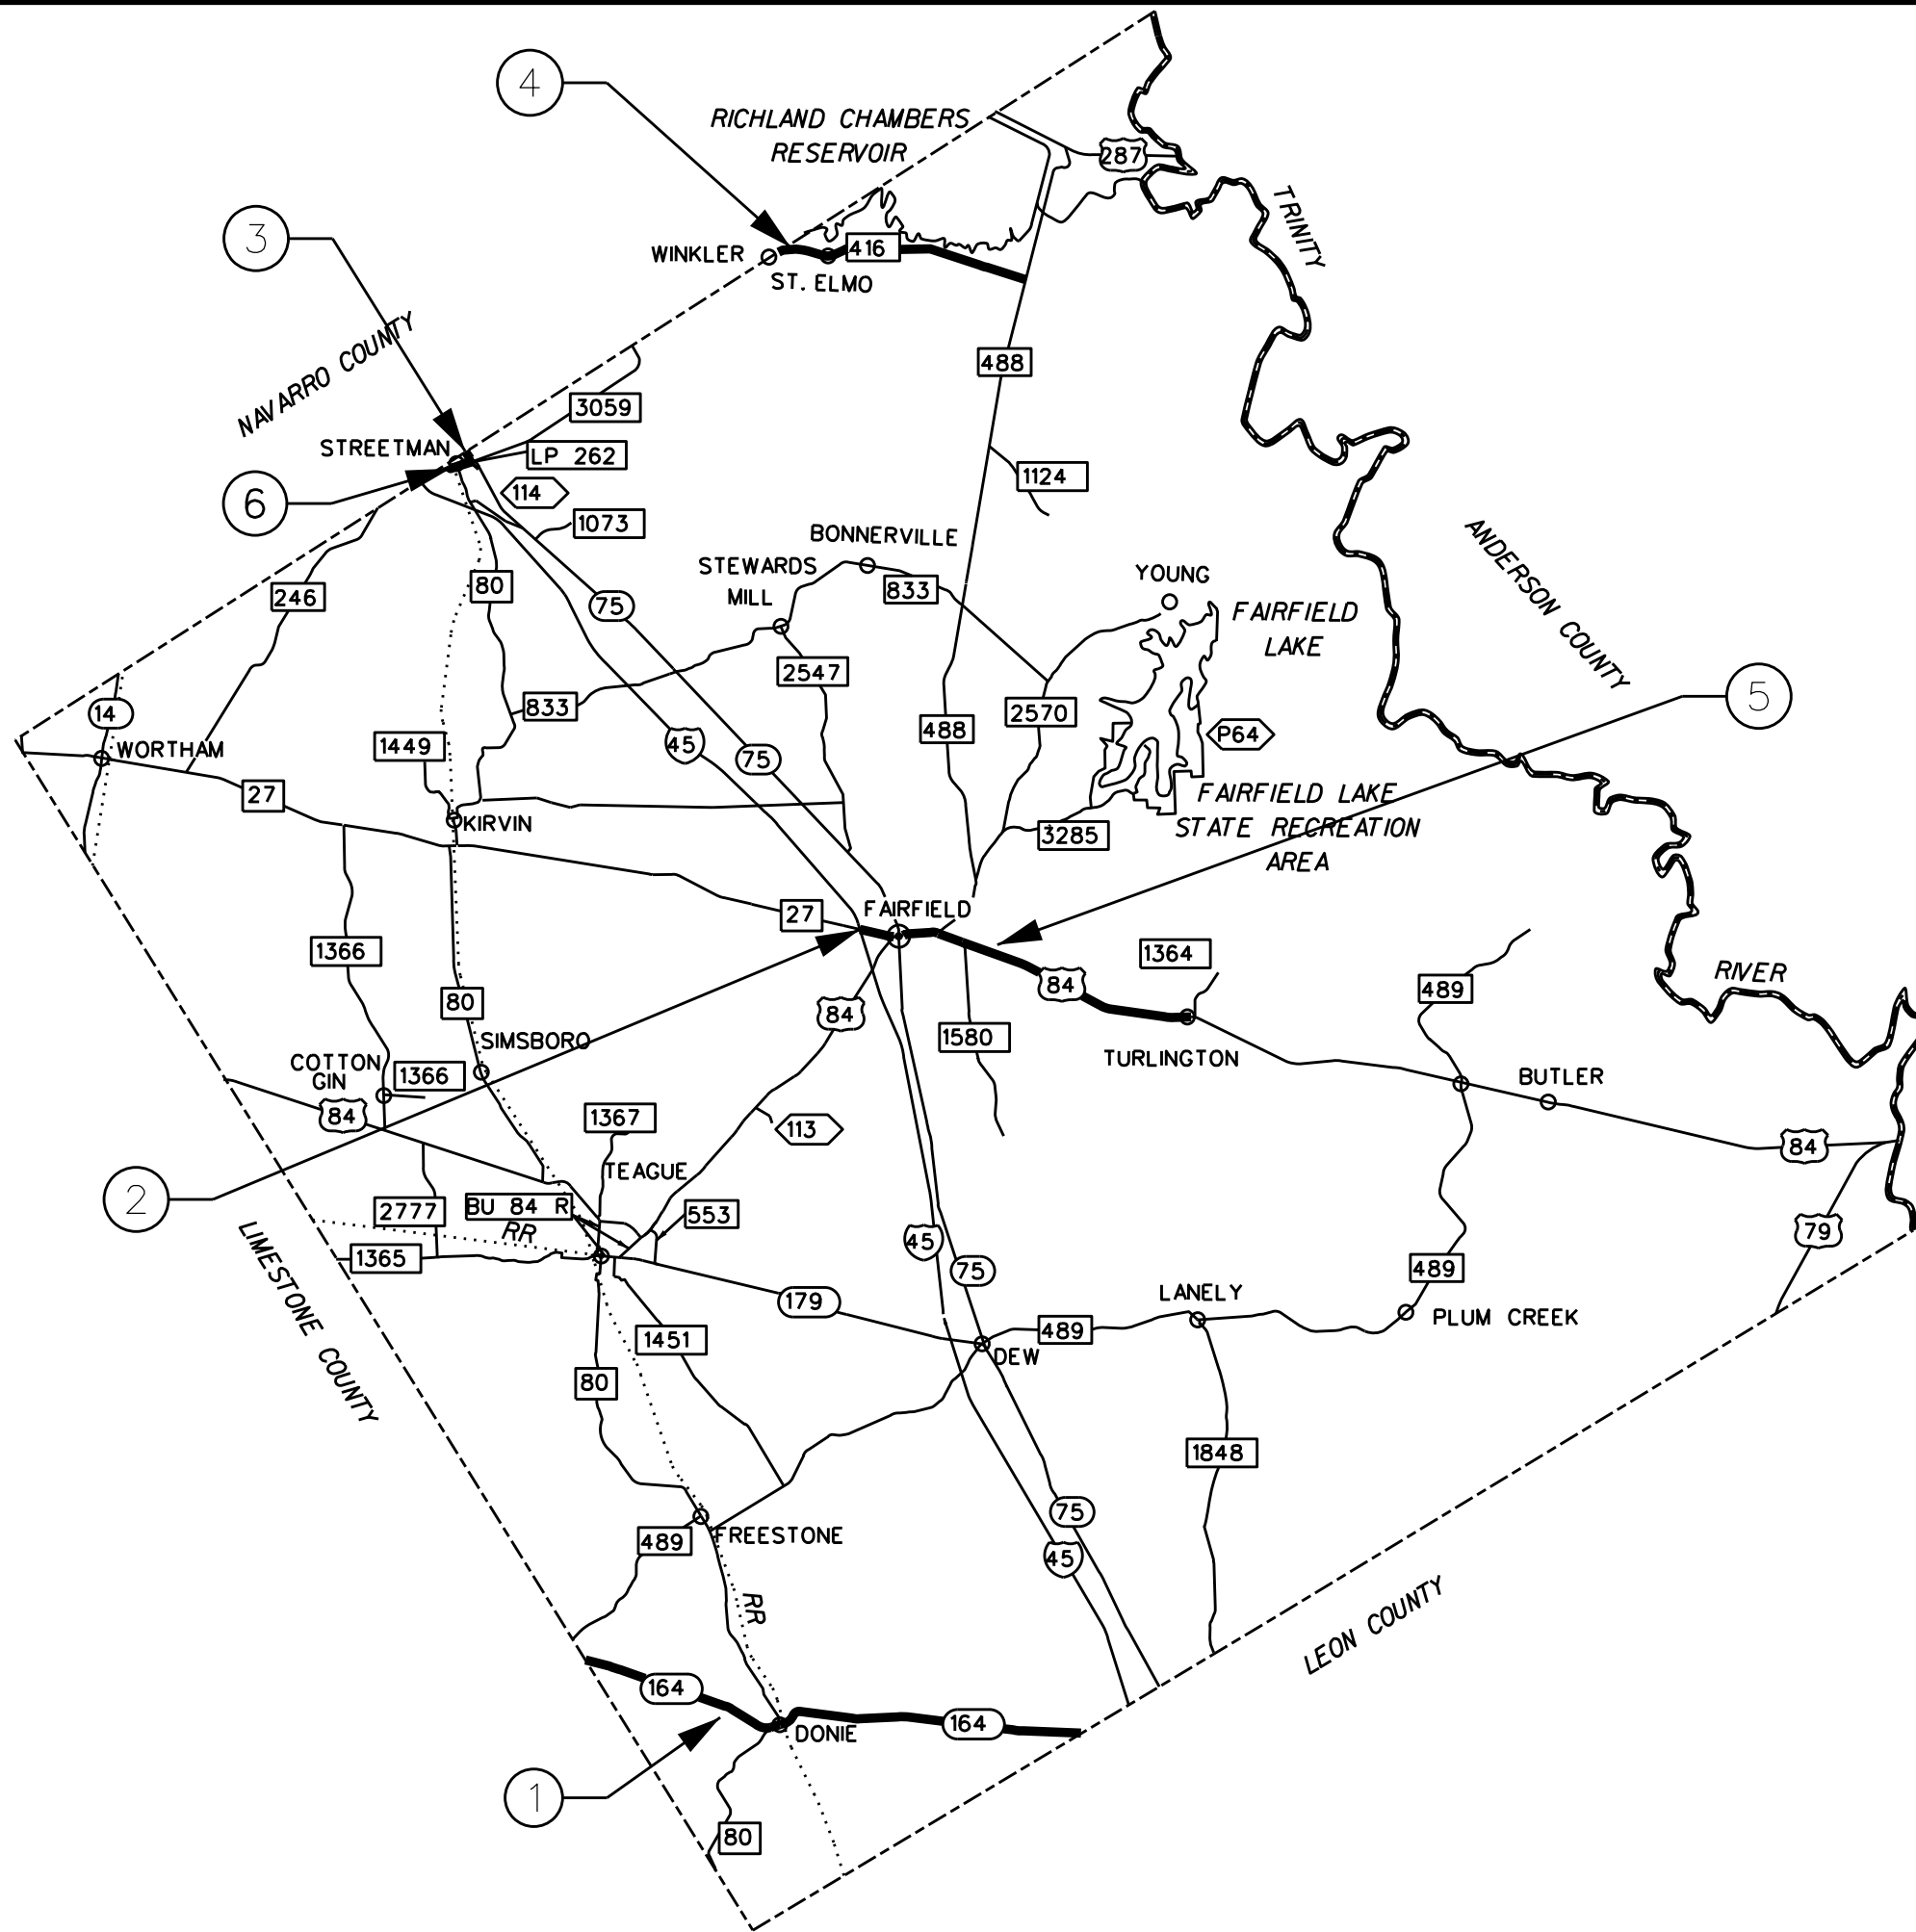 4
RICHLAND CHAMBERS
RESERVOIR
287
3
TRINITY
WINKLER
416
ST. ELMO
NAVARRO COUNTY
488
3059
STREETMAN
LP 262
1124
6
114
1073
BONNERVILLE
ANDERSON COUNTY
STEWARDS
MILL
YOUNG
80
833
246
75
FAIRFIELD
LAKE
2547
5
833
2570
14
488
P64
WORTHAM
1449
45
75
27
FAIRFIELD LAKE
STATE RECREATION
AREA
KIRVIN
3285
27
FAIRFIELD
1366
1364
RIVER
84
489
80
84
1580
SIMSBORO
TURLINGTON
COTTON
GIN
1366
BUTLER
84
1367
113
84
TEAGUE
2
2777
BU 84 R
553
RR
79
45
1365
75
489
LIMESTONE COUNTY
179
LANELY
PLUM CREEK
489
1451
DEW
80
1848
75
489
FREESTONE
45
RR
LEON COUNTY
164
164
DONIE
1
80